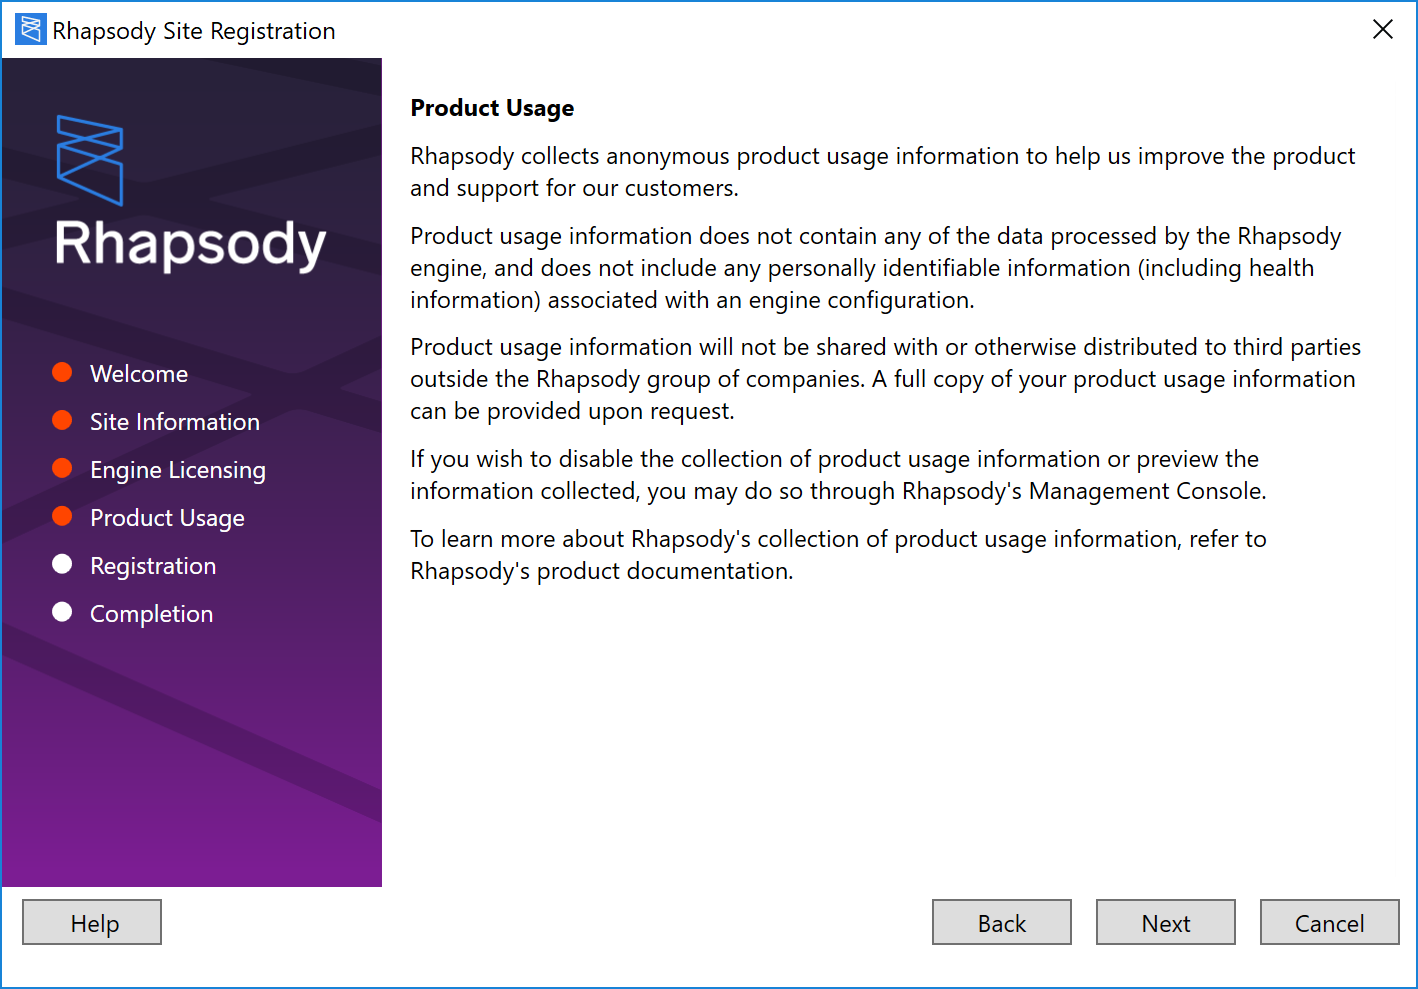 Rhapsody Site Registration
Rhapsody
Welcome
Site Information
Engine Licensing
Product Usage
Registration
Completion
Product Usage
Rhapsody collects anonymous product usage information to help us improve the product
and support for our customers.
Product usage information does not contain any of the data processed by the Rhapsody
engine, and does not include any personally identifiable information (including health
information) associated with an engine configuration.
Product usage information will not be shared with or otherwise distributed to third parties
outside the Rhapsody group of companies. A full copy of your product usage information
can be provided upon request.
If you wish to disable the collection of product usage information or preview the
information collected, you may do so through Rhapsody's Management Console.
To learn more about Rhapsody's collection of product usage information, refer to
Rhapsody's product documentation.
Help
Back
Next
Cancel